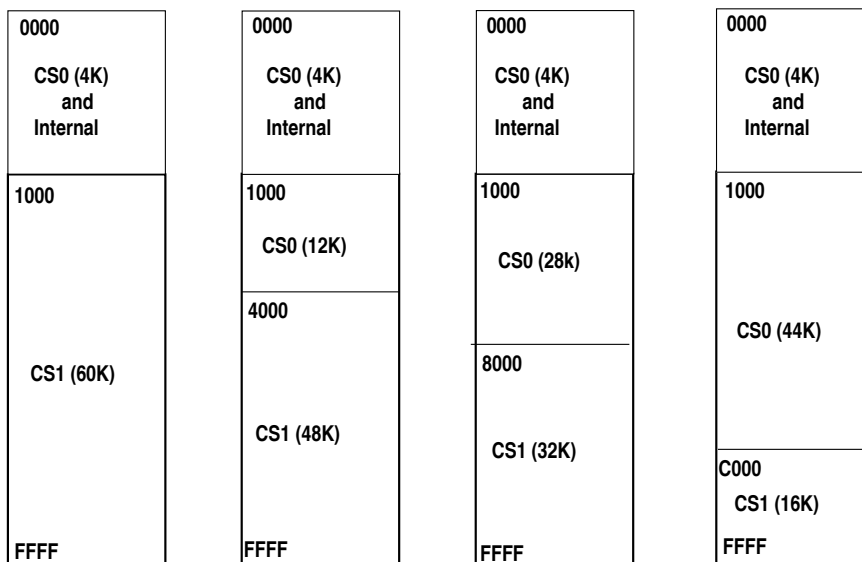 0000
CS0 (4K)
and
Internal
1000
CS1 (60K)
FFFF
0000
CS0 (4K)
and
Internal
1000
CS0 (12K)
4000
CS1 (48K)
FFFF
0000
CS0 (4K)
and
Internal
1000
CS0 (28k)
8000
CS1 (32K)
FFFF
0000
CS0 (4K)
and
Internal
1000
CS0 (44K)
C000
CS1 (16K)
FFFF